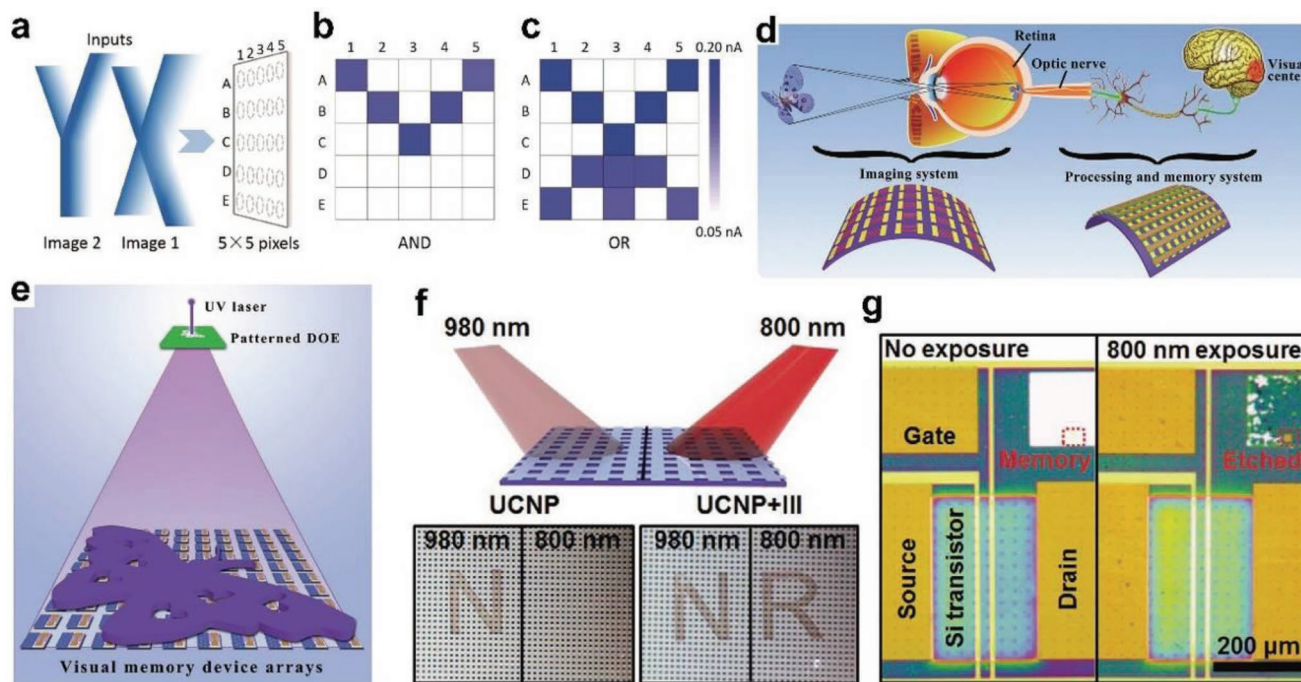 a
Inputs
1 2 3 4 5
A
B
C
D
E
Image 2 Image 1
5×5 pixels
b
1 2 3 4 5
A
B
C
D
E
AND
c
1 2 3 4 5
A
B
C
D
E
OR
0.20 nA
0.05 nA
d
Retina
Optic nerve
Visual
center
Imaging system
Processing and memory system
e
UV laser
Patterned DOE
Visual memory device arrays
f
980 nm
800 nm
UCNP
UCNP+III
980 nm 800 nm
N
980 nm 800 nm
N R
g
No exposure
800 nm exposure
Gate
Memory
Etched
Source
Si transistor
Drain
200 μm